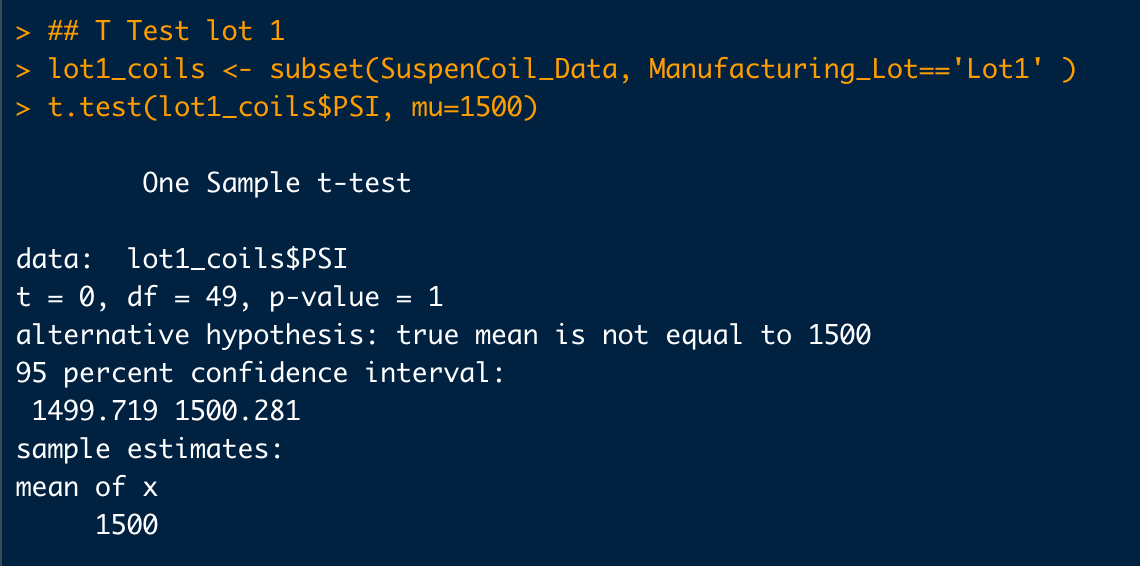 > ## T Test lot 1
> lot1_coils <- subset(SuspenCoil_Data, Manufacturing_Lot=='Lot1' )
> t.test(lot1_coils$PSI, mu=1500)
One Sample t-test
data:  lot1_coils$PSI
t = 0, df = 49, p-value = 1
alternative hypothesis: true mean is not equal to 1500
95 percent confidence interval:
1499.719 1500.281
sample estimates:
mean of x
1500